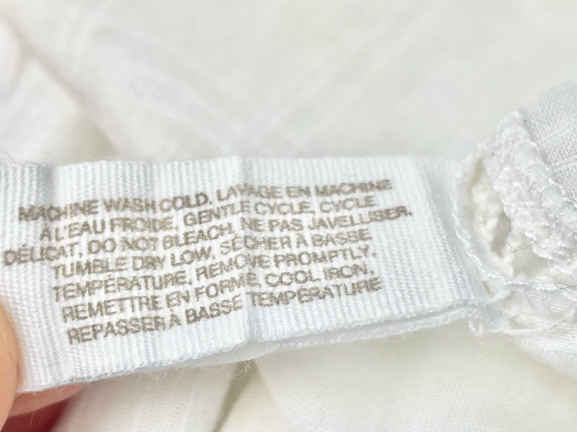 MACHINE WASH COLD, LAVAGE EN MACHINE
À L'EAU FROIDE, GENTLE CYCLE, CYCLE
DÉLICAT, DO NOT BLEACH, NE PAS JAVELLISER,
TUMBLE DRY LOW, SÉCHER À BASSE
TEMPÉRATURE, REMOVE PROMPTLY,
REMETTRE EN FORME, COOL IRON,
REPASSER À BASSE TEMPÉRATURE